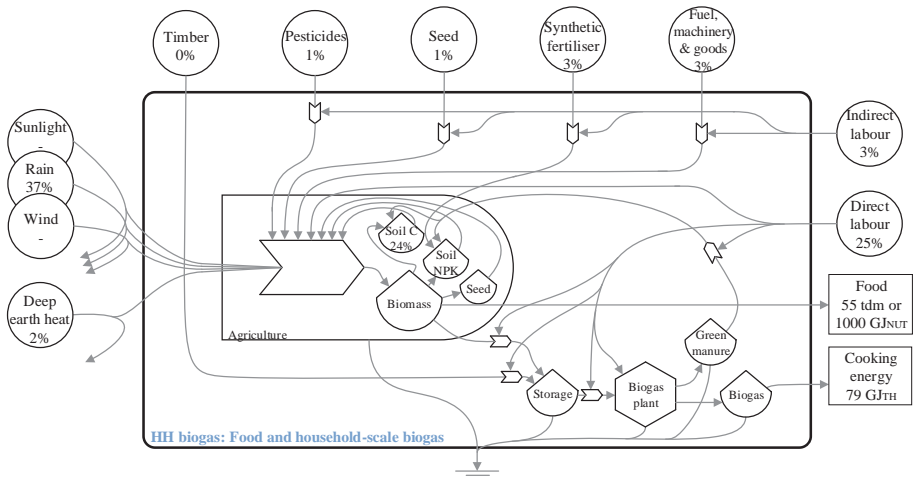 Timber
0%
Pesticides
1%
Seed
1%
Synthetic
fertiliser
3%
Fuel,
machinery
& goods
3%
Sunlight
-
Rain
37%
Wind
-
Deep
earth heat
2%
Indirect
labour
3%
Direct
labour
25%
Soil C
24%
Soil
NPK
Seed
Biomass
Agriculture
Storage
Biogas
plant
Green
manure
Biogas
Food
55 tdm or
1000 GJNUT
Cooking
energy
79 GJTH
HH biogas: Food and household-scale biogas